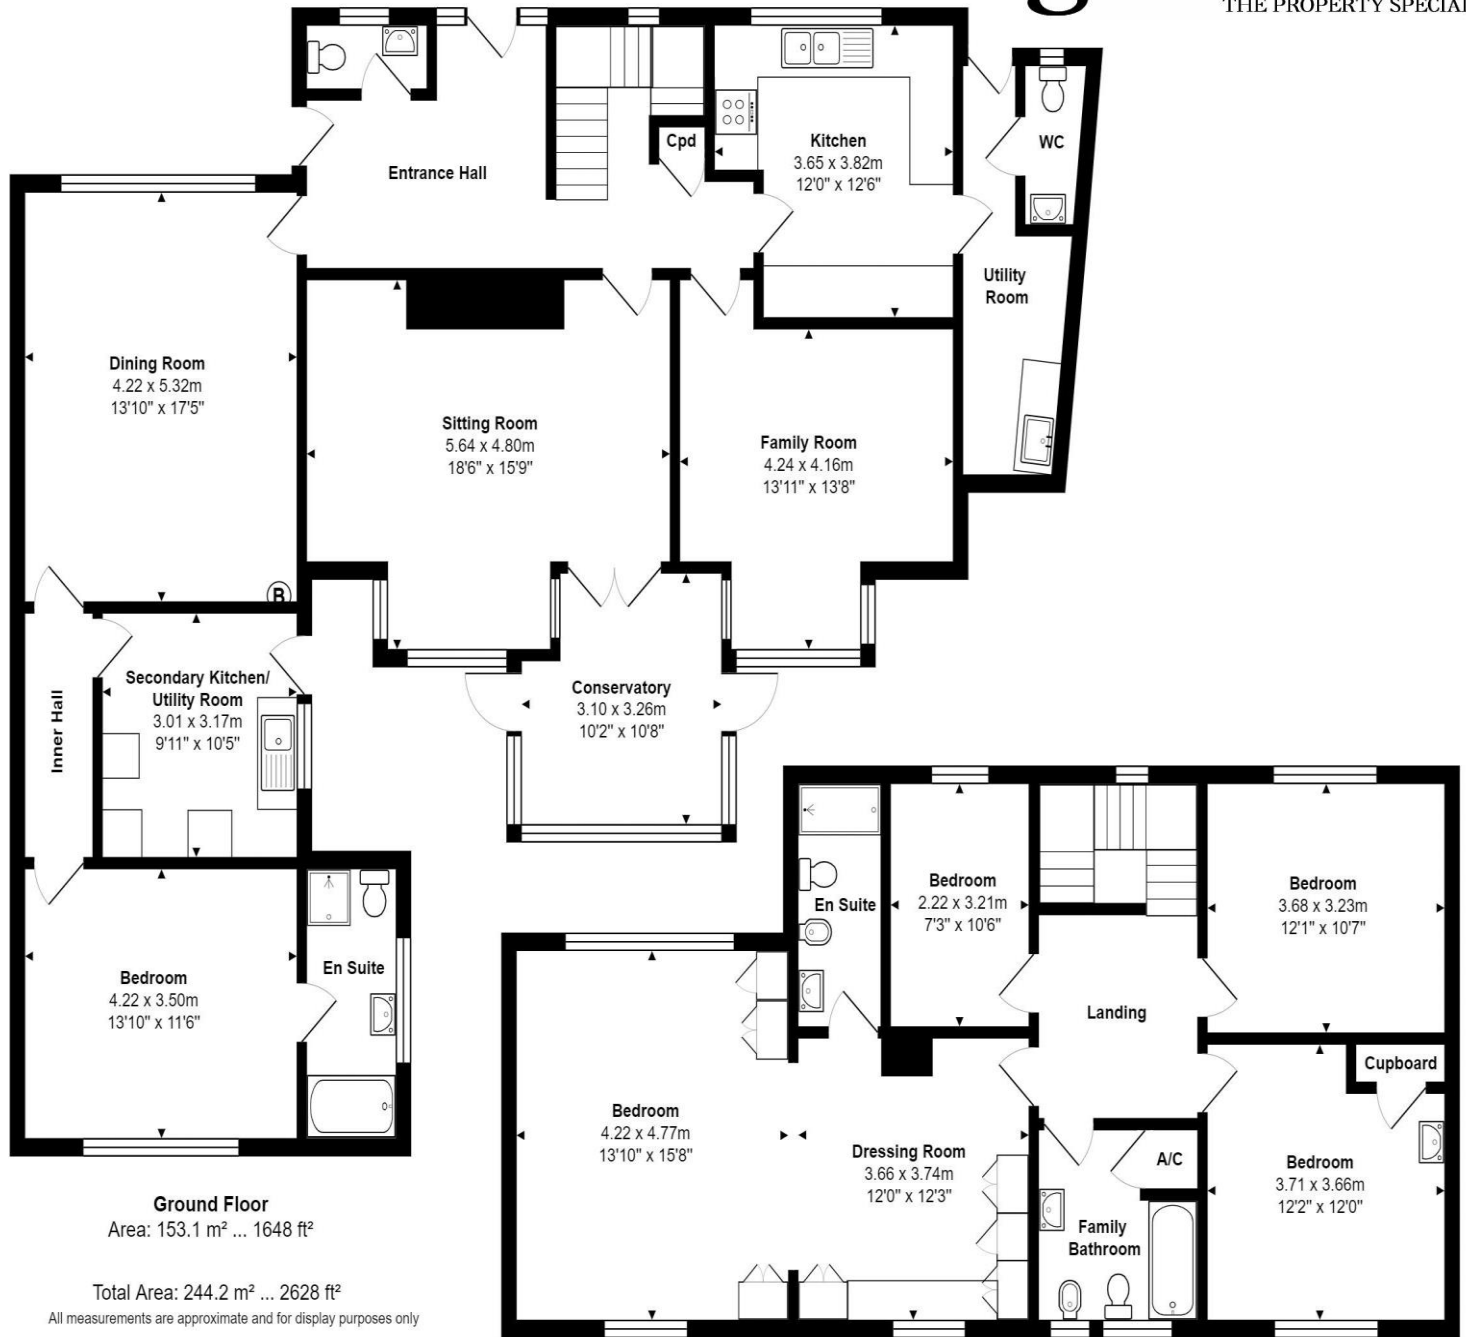 THE PROPERTY SPECIAL
Cpd
Kitchen
3.65 x 3.82m
12'0" x 12'6"
WC
Entrance Hall
Utility
Room
Dining Room
4.22 x 5.32m
13'10" x 17'5"
Sitting Room
5.64 x 4.80m
18'6" x 15'9"
Family Room
4.24 x 4.16m
13'11" x 13'8"
B
Secondary Kitchen/
Utility Room
3.01 x 3.17m
9'11" x 10'5"
Inner Hall
Conservatory
3.10 x 3.26m
10'2" x 10'8"
Bedroom
4.22 x 3.50m
13'10" x 11'6"
En Suite
En Suite
Bedroom
2.22 x 3.21m
7'3" x 10'6"
Bedroom
3.68 x 3.23m
12'1" x 10'7"
Landing
Cupboard
Bedroom
4.22 x 4.77m
13'10" x 15'8"
Dressing Room
3.66 x 3.74m
12'0" x 12'3"
A/C
Bedroom
3.71 x 3.66m
12'2" x 12'0"
Family
Bathroom
Ground Floor
Area: 153.1 m² ... 1648 ft²
Total Area: 244.2 m² ... 2628 ft²
All measurements are approximate and for display purposes only